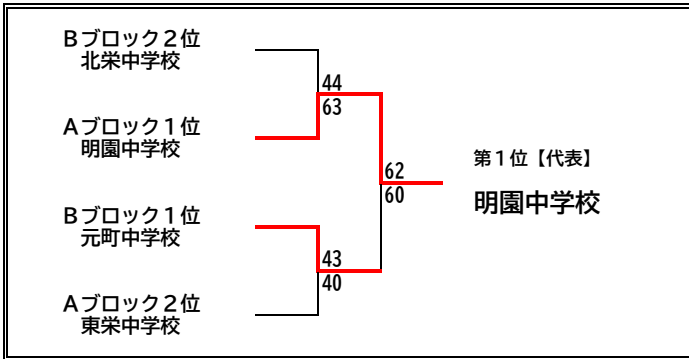 Bブロック2位
北栄中学校
44
63
Aブロック1位
明園中学校
第1位【代表】
62
60
明園中学校
Bブロック1位
元町中学校
43
40
Aブロック2位
東栄中学校